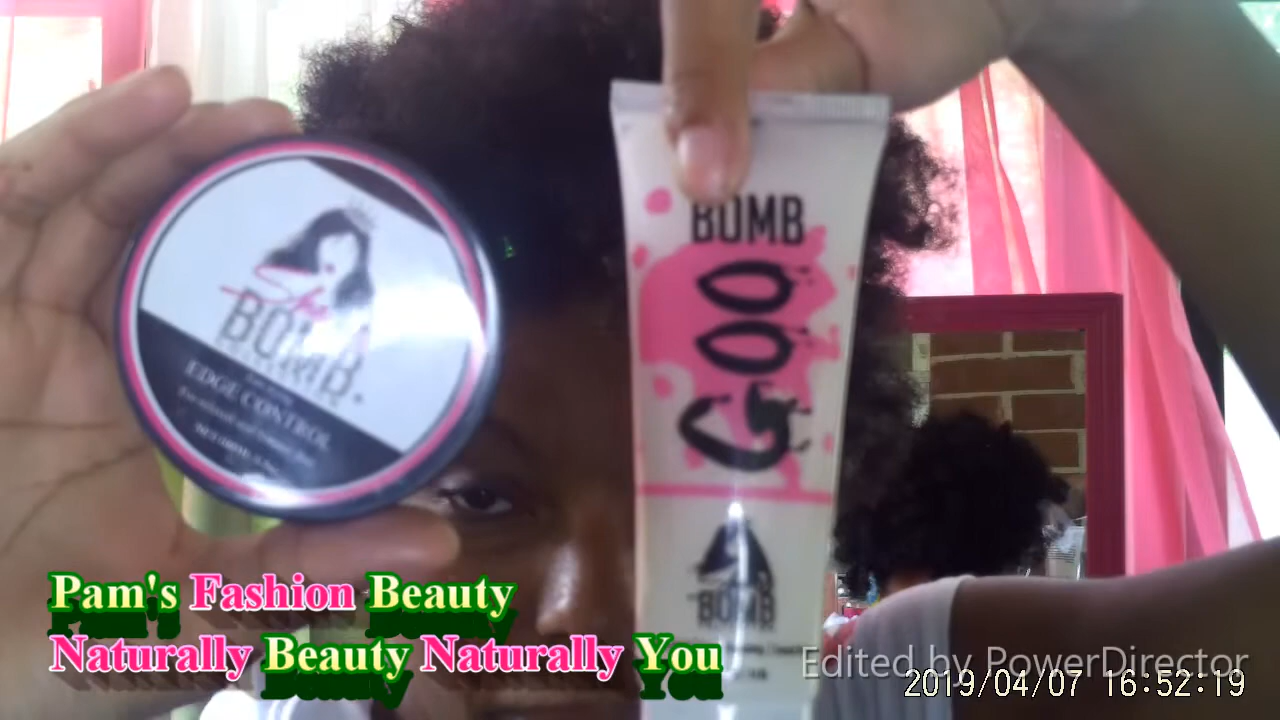 She
BOMB
EDGE CONTROL
BOMB
GOO
BOMB
Pam's Fashion Beauty
Naturally Beauty Naturally You
Edited by PowerDirector
2019/04/07 16:52:19